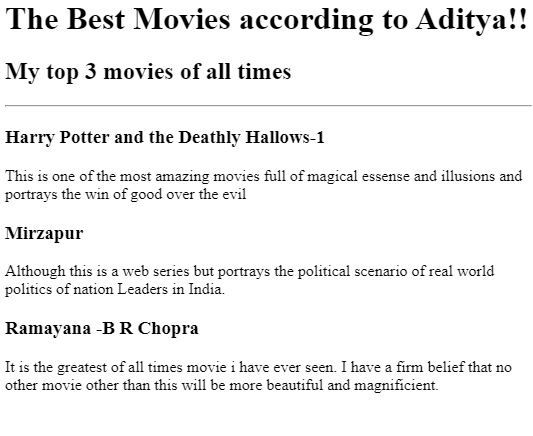 The Best Movies according to Aditya!!
My top 3 movies of all times
Harry Potter and the Deathly Hallows-1
This is one of the most amazing movies full of magical essense and illusions and
portrays the win of good over the evil
Mirzapur
Although this is a web series but portrays the political scenario of real world
politics of nation Leaders in India.
Ramayana -B R Chopra
It is the greatest of all times movie i have ever seen. I have a firm belief that no
other movie other than this will be more beautiful and magnificient.